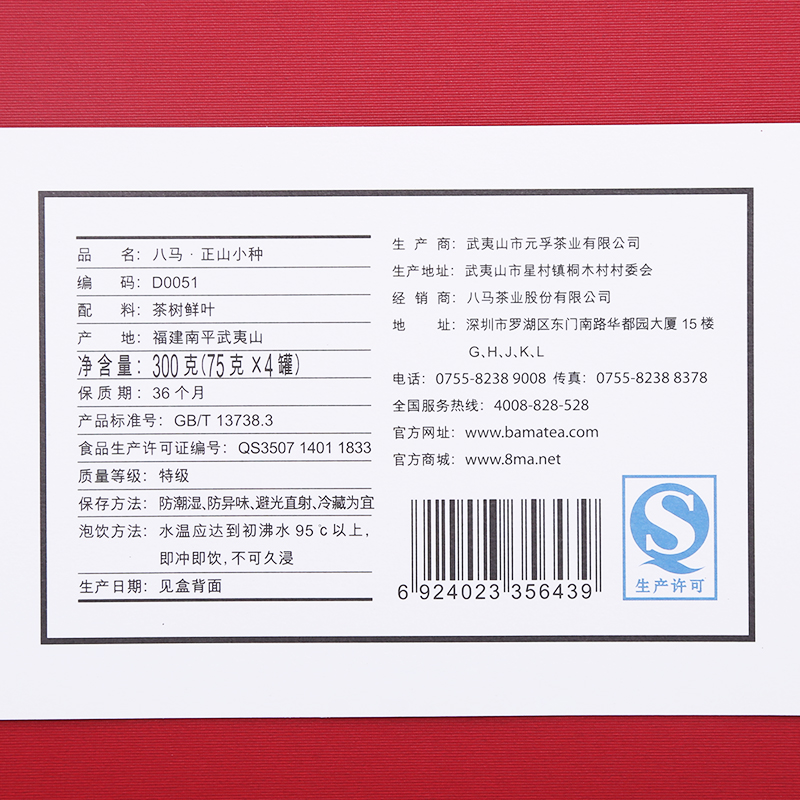 品 名：八马·正山小种
编 码：D0051
配 料：茶树鲜叶
产 地：福建南平武夷山
净含量：300克(75克×4罐)
保质期：36个月
产品标准号：GB/T 13738.3
食品生产许可证编号：QS3507 1401 1833
质量等级：特级
保存方法：防潮湿、防异味、避光直射、冷藏为宜
泡饮方法：水温应达到初沸水95℃以上，
即冲即饮，不可久浸
生产日期：见盒背面
生 产 商：武夷山市元孚茶业有限公司
生产地址：武夷山市星村镇桐木村村委会
经 销 商：八马茶业股份有限公司
地 址：深圳市罗湖区东门南路华都园大厦15楼
G、H、J、K、L
电话：0755-8238 9008 传真：0755-8238 8378
全国服务热线：4008-828-528
官方网址：www.bamatea.com
官方商城：www.8ma.net
6 924023 356439
生产许可